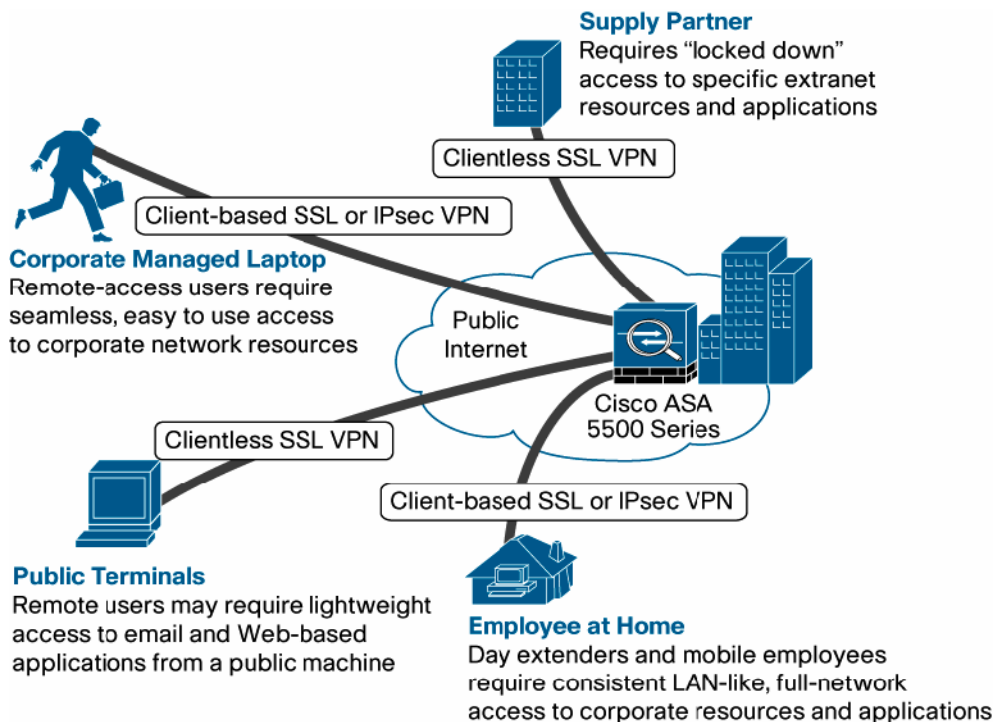 Supply Partner
Requires “locked down”
access to specific extranet
resources and applications
Clientless SSL VPN
Client-based SSL or IPsec VPN
Corporate Managed Laptop
Remote-access users require
seamless, easy to use access
to corporate network resources
Public
Internet
Cisco ASA
5500 Series
Clientless SSL VPN
Client-based SSL or IPsec VPN
Public Terminals
Remote users may require lightweight
access to email and Web-based
applications from a public machine
Employee at Home
Day extenders and mobile employees
require consistent LAN-like, full-network
access to corporate resources and applications